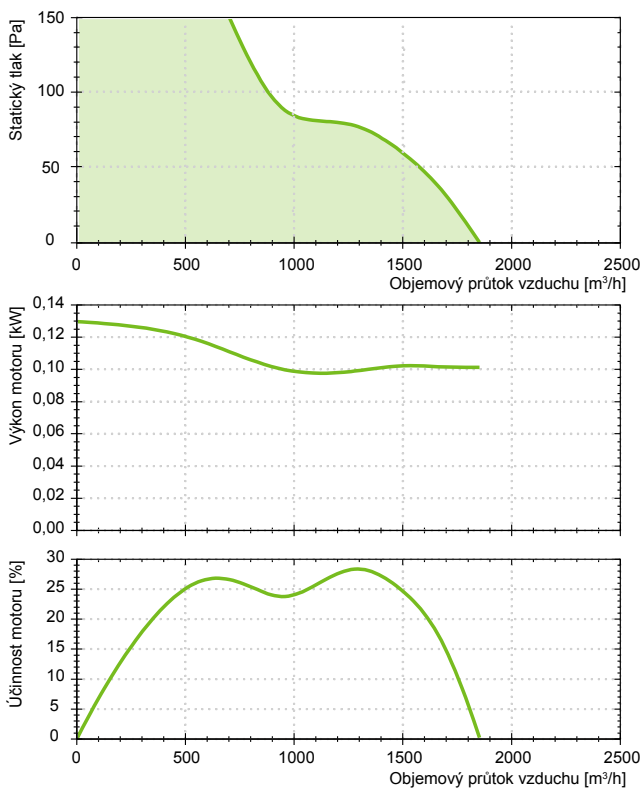 Statický tlak [Pa]
150
100
50
0
0 500 1000 1500 2000 2500
Objemový průtok vzduchu [m³/h]
Výkon motoru [kW]
0,14
0,12
0,10
0,08
0,06
0,04
0,02
0,00
Účinnost motoru [%]
30
25
20
15
10
5
0
0 500 1000 1500 2000 2500
Objemový průtok vzduchu [m³/h]